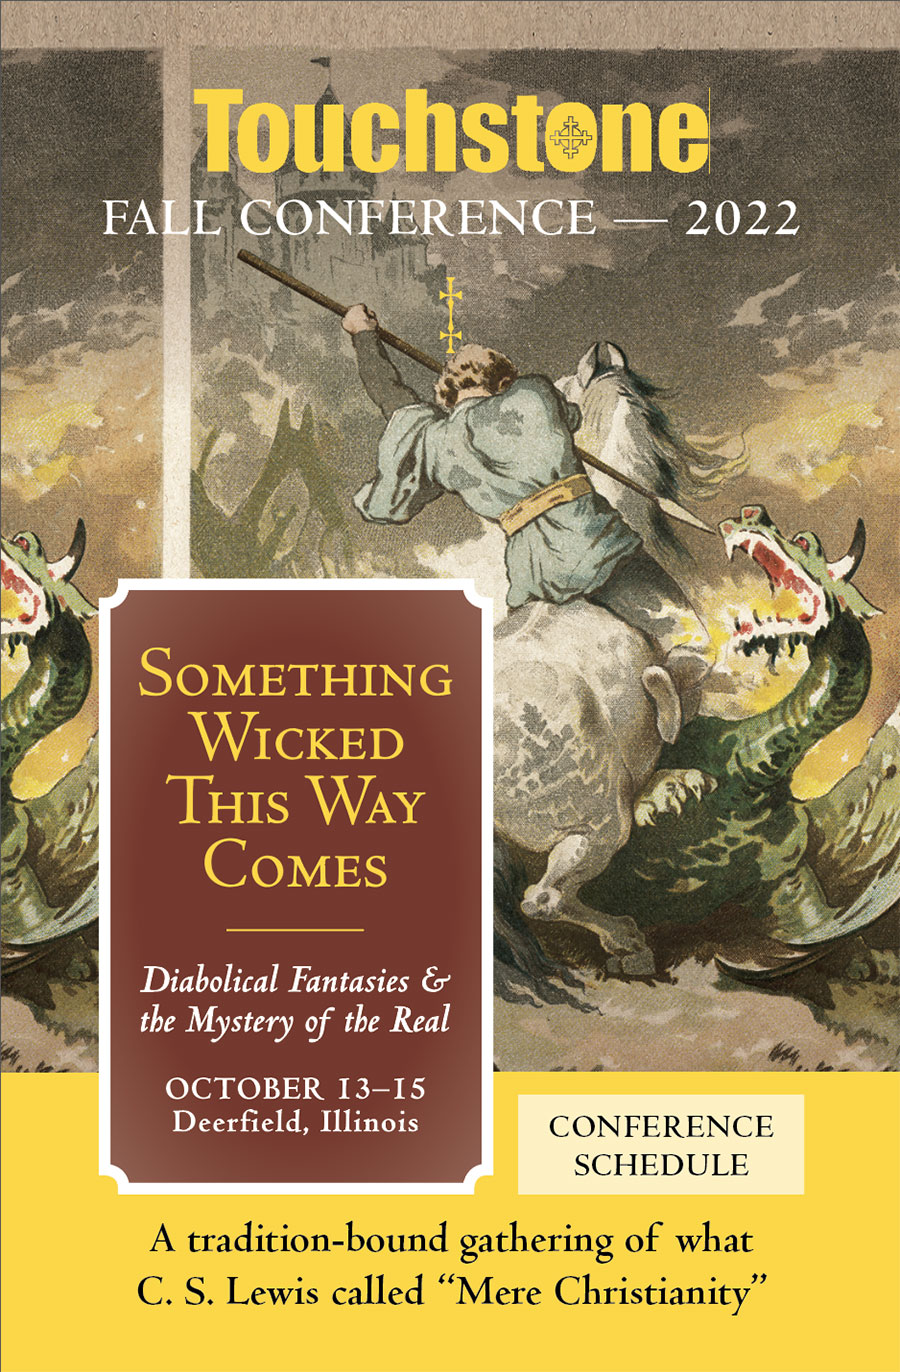 Touchstone
FALL CONFERENCE — 2022
SOMETHING
WICKED
THIS WAY
COMES
Diabolical Fantasies &
the Mystery of the Real
OCTOBER 13–15
Deerfield, Illinois
CONFERENCE
SCHEDULE
A tradition-bound gathering of what
C. S. Lewis called “Mere Christianity”